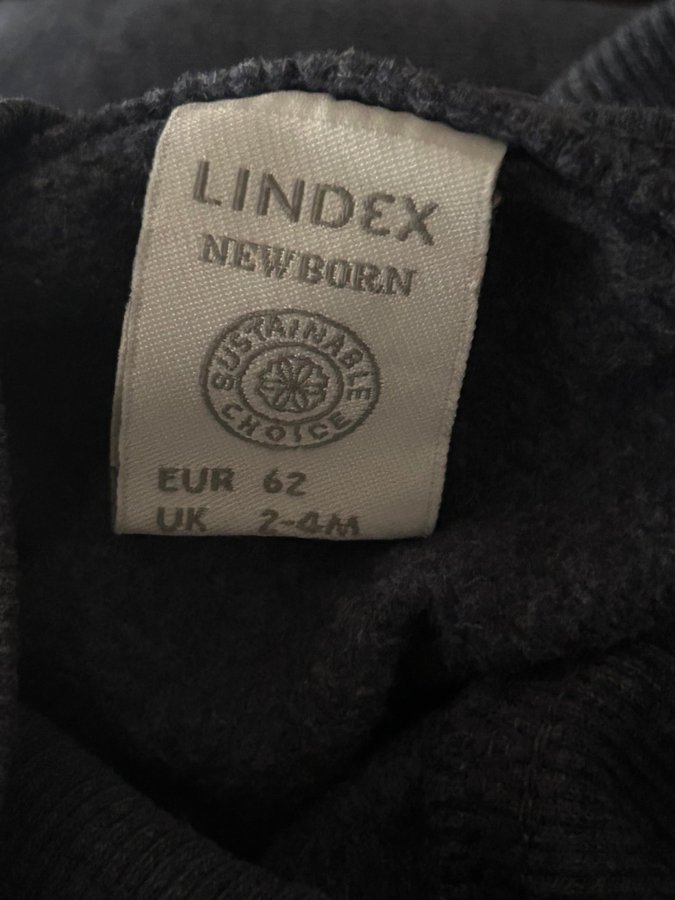 LINDEX
NEWBORN
SUSTAINABLE
CHOICE
EUR 62
UK 2-4M